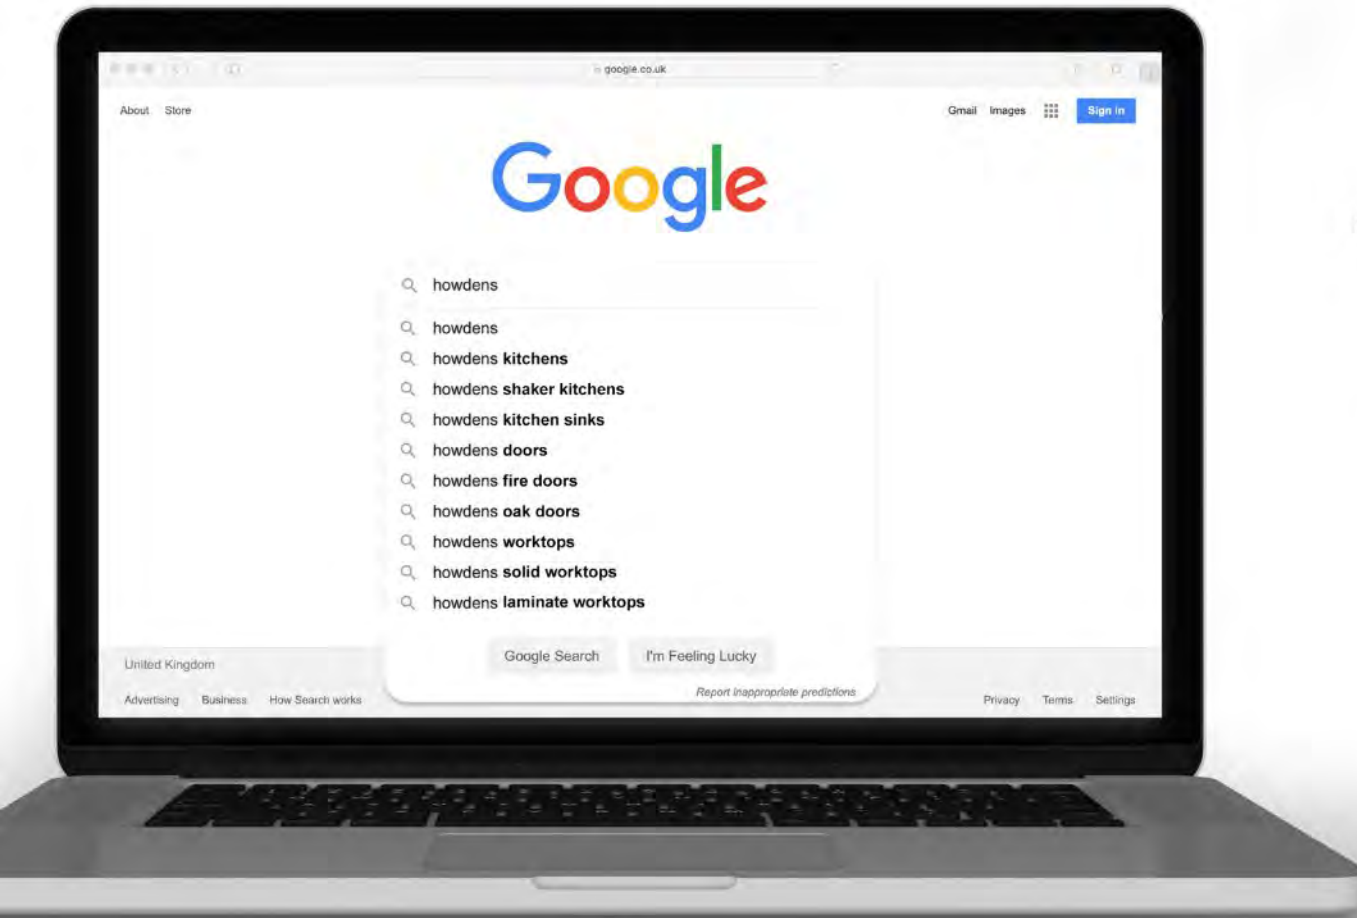 google.co.uk
About Store Gmail Images Sign in
Google
howdens
howdens
howdens kitchens
howdens shaker kitchens
howdens kitchen sinks
howdens doors
howdens fire doors
howdens oak doors
howdens worktops
howdens solid worktops
howdens laminate worktops
Google Search I'm Feeling Lucky
Report inappropriate predictions
United Kingdom
Advertising Business How Search works Privacy Terms Settings